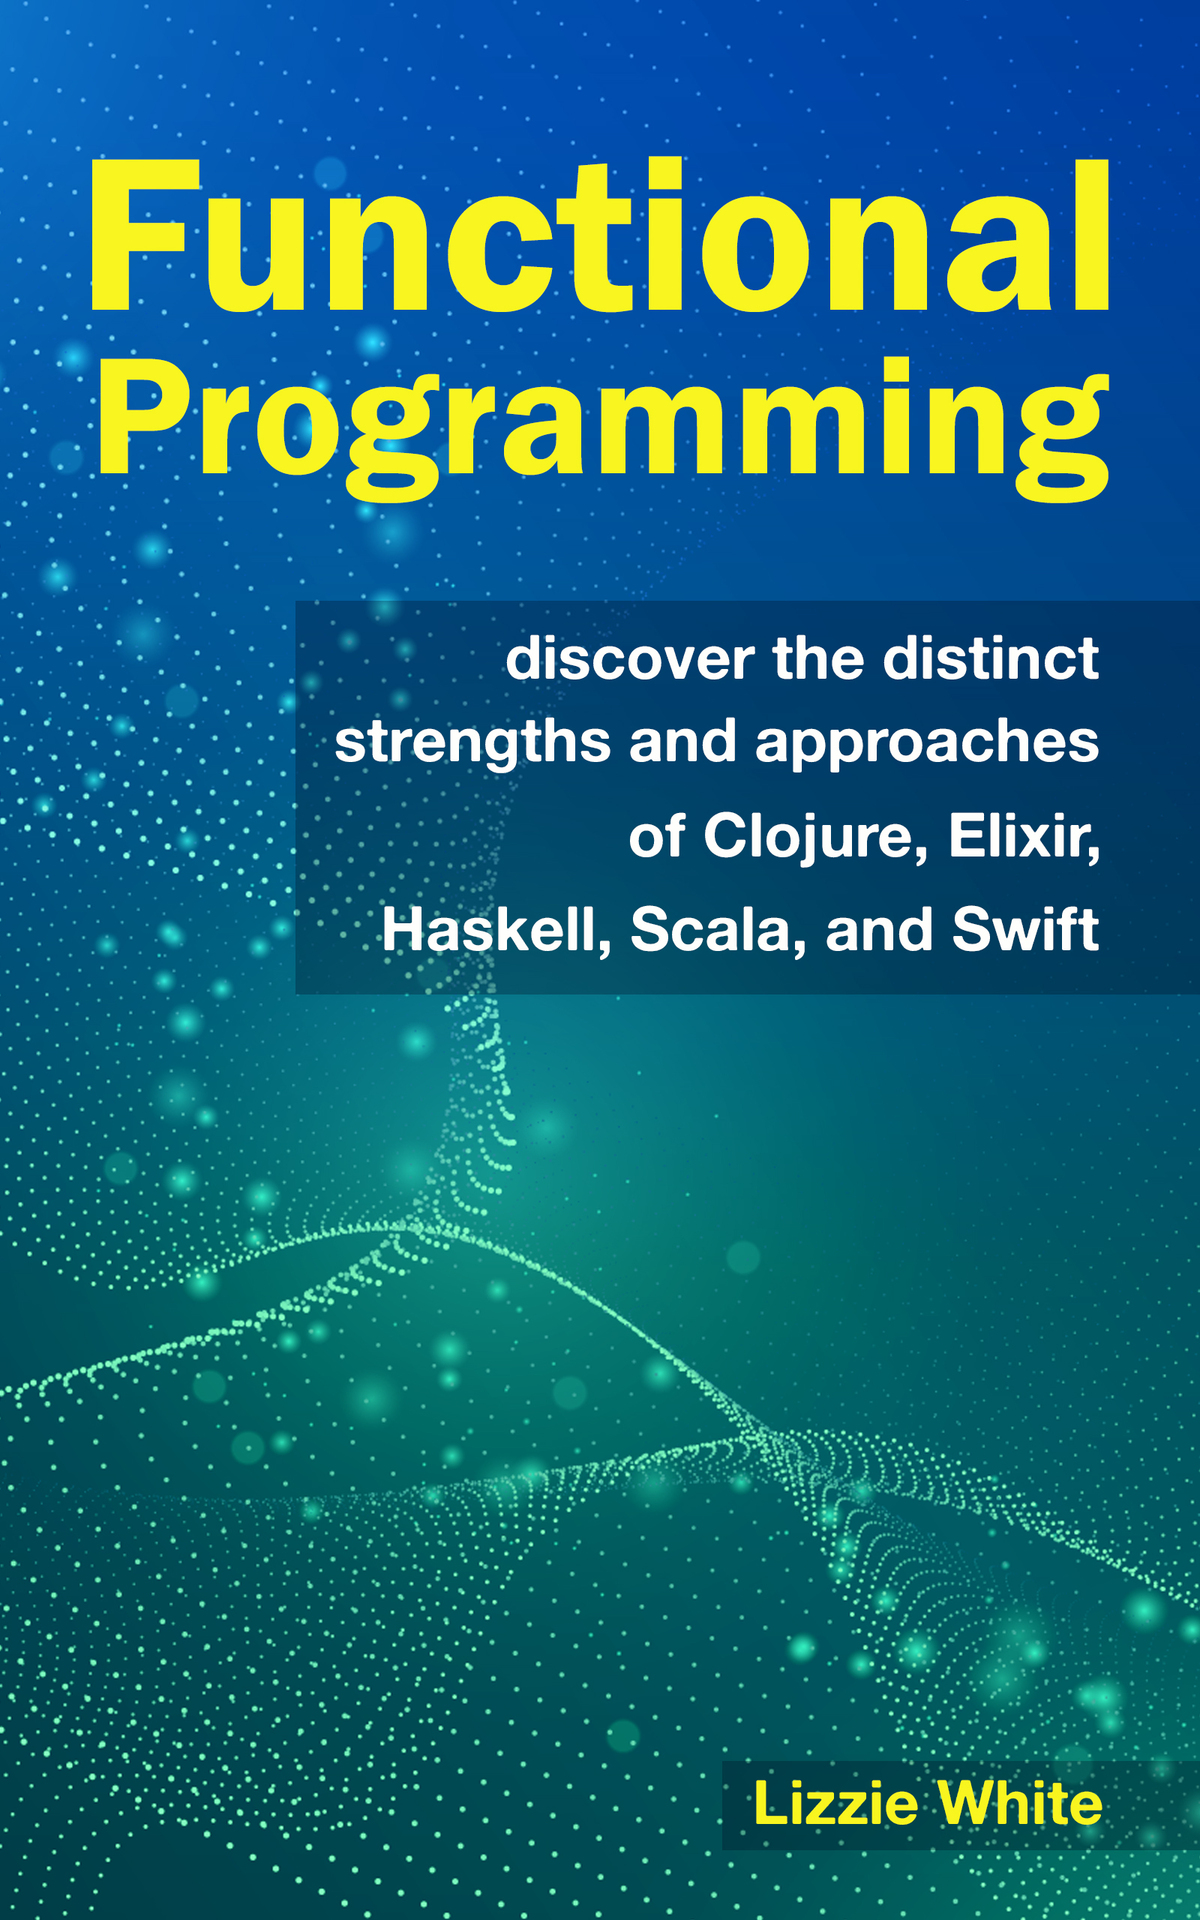 Functional
Programming
discover the distinct
strengths and approaches
of Clojure, Elixir,
Haskell, Scala, and Swift
Lizzie White